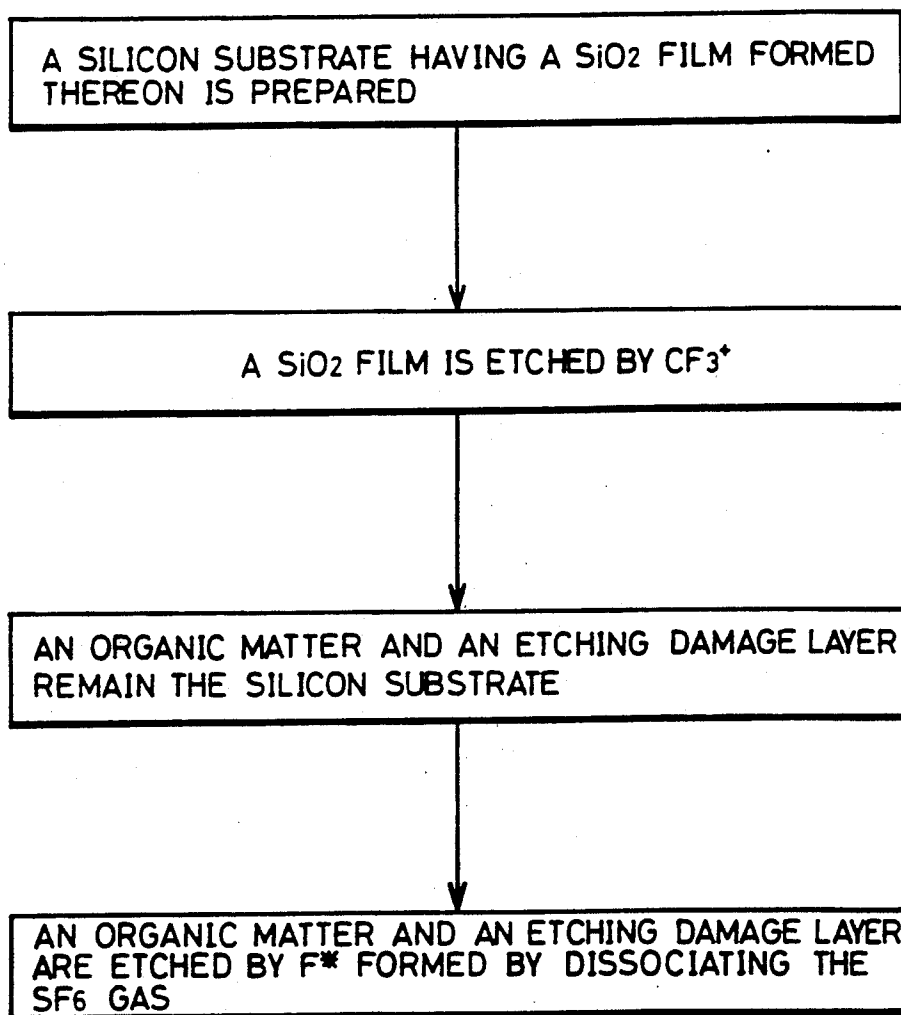 A SILICON SUBSTRATE HAVING A SiO2 FILM FORMED
THEREON IS PREPARED
A SiO2 FILM IS ETCHED BY CF3+
AN ORGANIC MATTER AND AN ETCHING DAMAGE LAYER
REMAIN THE SILICON SUBSTRATE
AN ORGANIC MATTER AND AN ETCHING DAMAGE LAYER
ARE ETCHED BY F* FORMED BY DISSOCIATING THE
SF6 GAS